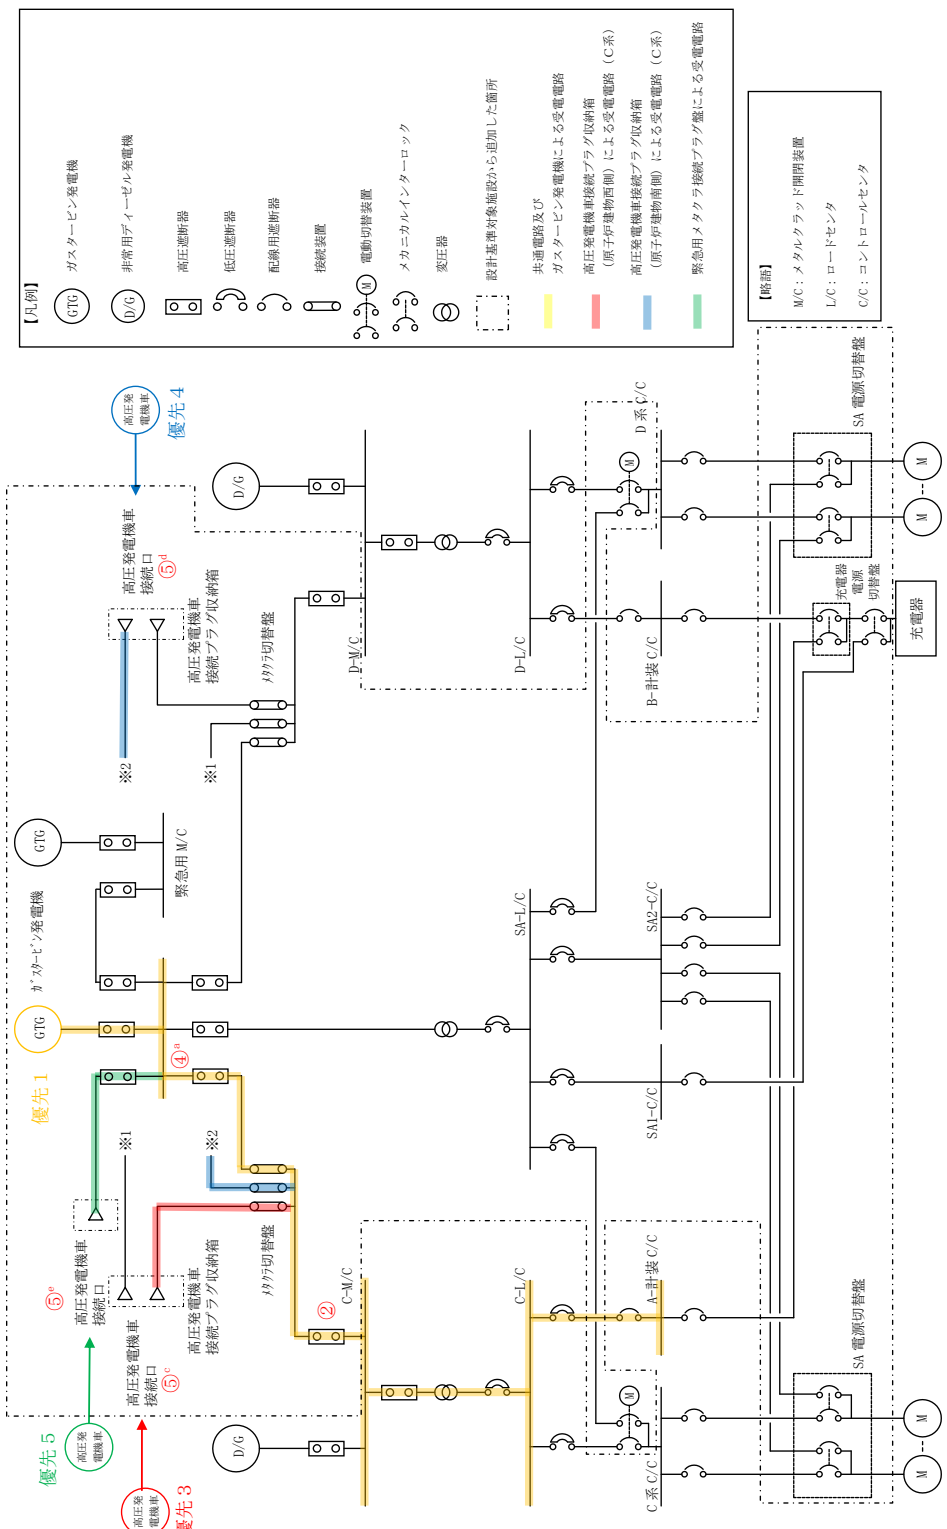 【凡例】
GTG
ガスタービン発電機
D/G
非常用ディーゼル発電機
高圧遮断器
低圧遮断器
配線用遮断器
接続装置
M
電動切替装置
メカニカルインターロック
変圧器
設計基準対象施設から追加した箇所
共通電路及び
ガスタービン発電機による受電電路
高圧発電機車接続プラグ収納箱
(原子炉建物西側)による受電電路(C系)
高圧発電機車接続プラグ収納箱
(原子炉建物南側)による受電電路(C系)
緊急用メタクラ接続プラグ盤による受電電路
【略語】
M/C:メタルクラッド開閉装置
L/C:ロードセンタ
C/C:コントロールセンタ
優先3
高圧発
電機車
優先5
高圧発
電機車
高圧発電機車
接続口
⑤c
高圧発電機車
接続口
⑤e
高圧発電機車
接続プラグ収納箱
※1
※2
メタクラ切替盤
優先1
GTG
ガスタービン発電機
GTG
④a
緊急用M/C
優先4
高圧発
電機車
高圧発電機車
接続口
⑤d
高圧発電機車
接続プラグ収納箱
※2
※1
メタクラ切替盤
D/G
②
C-M/C
D/G
D-M/C
C-L/C
SA-L/C
D-L/C
M
C系C/C
A-計装C/C
SA1-C/C
SA2-C/C
B-計装C/C
M
D系C/C
SA電源切替盤
M
M
充電器
電源
切替盤
充電器
SA電源切替盤
M
M